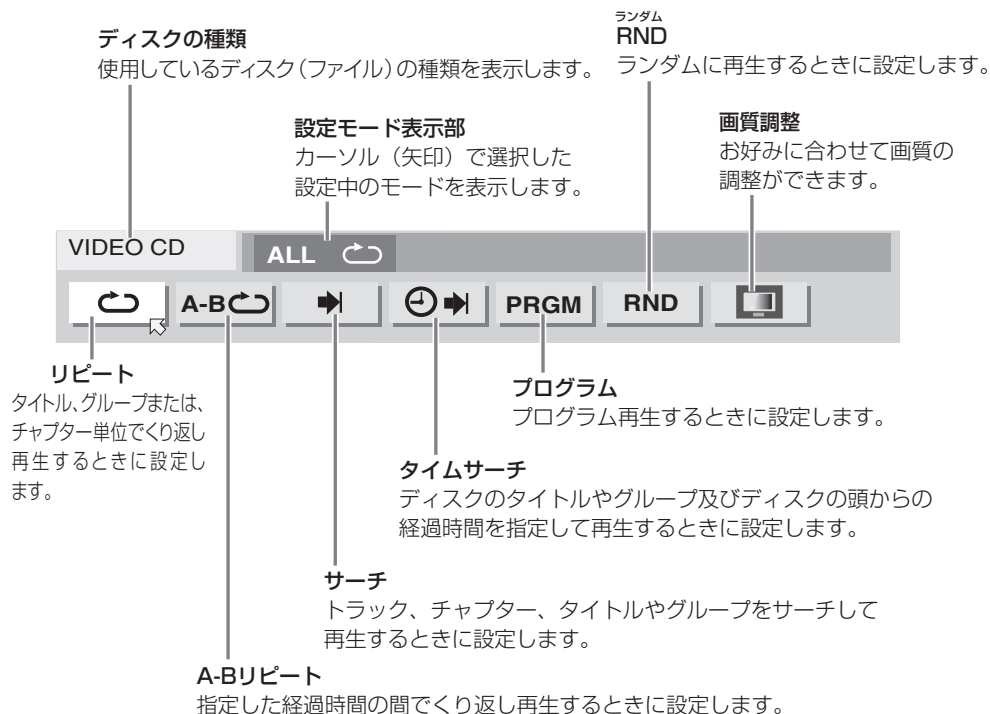 ディスクの種類
使用しているディスク(ファイル)の種類を表示します。
ランダム
RND
ランダムに再生するときに設定します。
設定モード表示部
カーソル（矢印）で選択した
設定中のモードを表示します。
画質調整
お好みに合わせて画質の
調整ができます。
VIDEO CD
ALL
A-B
PRGM
RND
リピート
タイトル、グループまたは、
チャプター単位でくり返し
再生するときに設定し
ます。
プログラム
プログラム再生するときに設定します。
タイムサーチ
ディスクのタイトルやグループ及びディスクの頭からの
経過時間を指定して再生するときに設定します。
サーチ
トラック、チャプター、タイトルやグループをサーチして
再生するときに設定します。
A-Bリピート
指定した経過時間の間でくり返し再生するときに設定します。